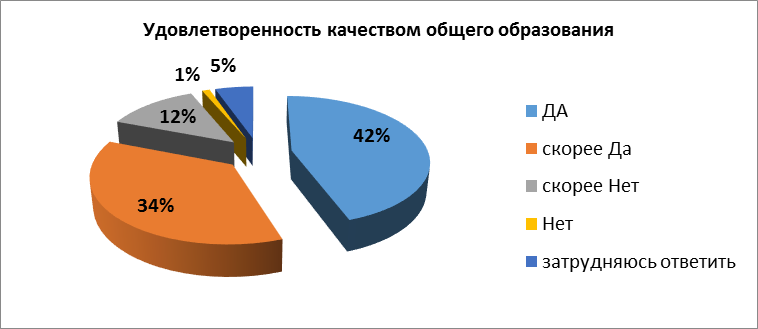 Удовлетворенность качеством общего образования
1%
5%
12%
42%
34%
ДА
скорее Да
скорее Нет
Нет
затрудняюсь ответить